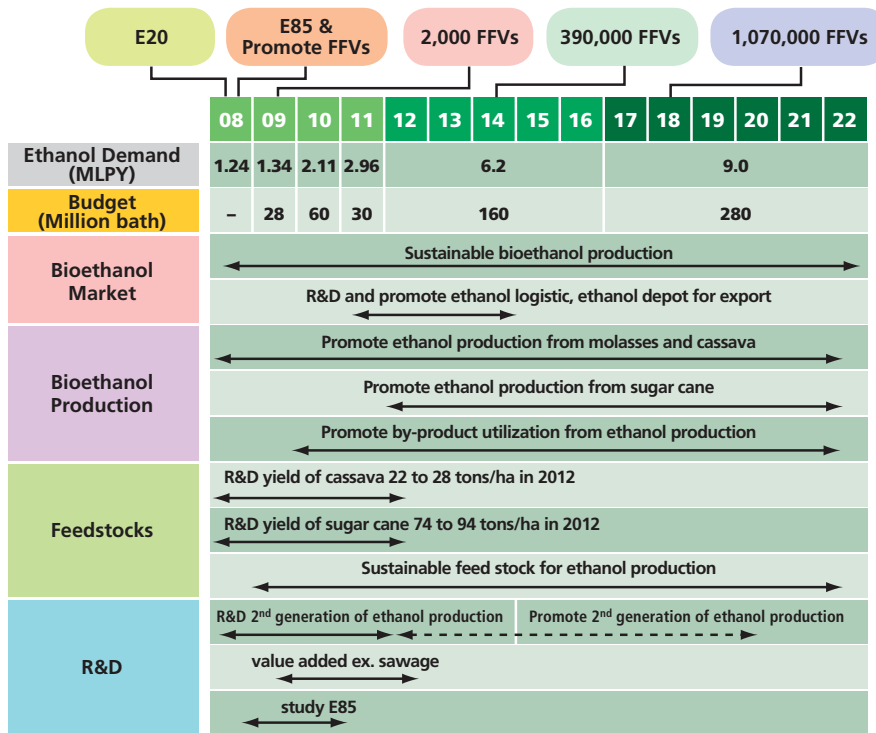 E20
E85 &
Promote FFVs
2,000 FFVs
390,000 FFVs
1,070,000 FFVs
08 09 10 11 12 13 14 15 16 17 18 19 20 21 22
Ethanol Demand
(MLPY)
1.24 1.34 2.11 2.96 6.2 9.0
Budget
(Million bath)
– 28 60 30 160 280
Bioethanol
Market
Sustainable bioethanol production
R&D and promote ethanol logistic, ethanol depot for export
Bioethanol
Production
Promote ethanol production from molasses and cassava
Promote ethanol production from sugar cane
Promote by-product utilization from ethanol production
Feedstocks
R&D yield of cassava 22 to 28 tons/ha in 2012
R&D yield of sugar cane 74 to 94 tons/ha in 2012
Sustainable feed stock for ethanol production
R&D
R&D 2nd generation of ethanol production Promote 2nd generation of ethanol production
value added ex. sawage
study E85